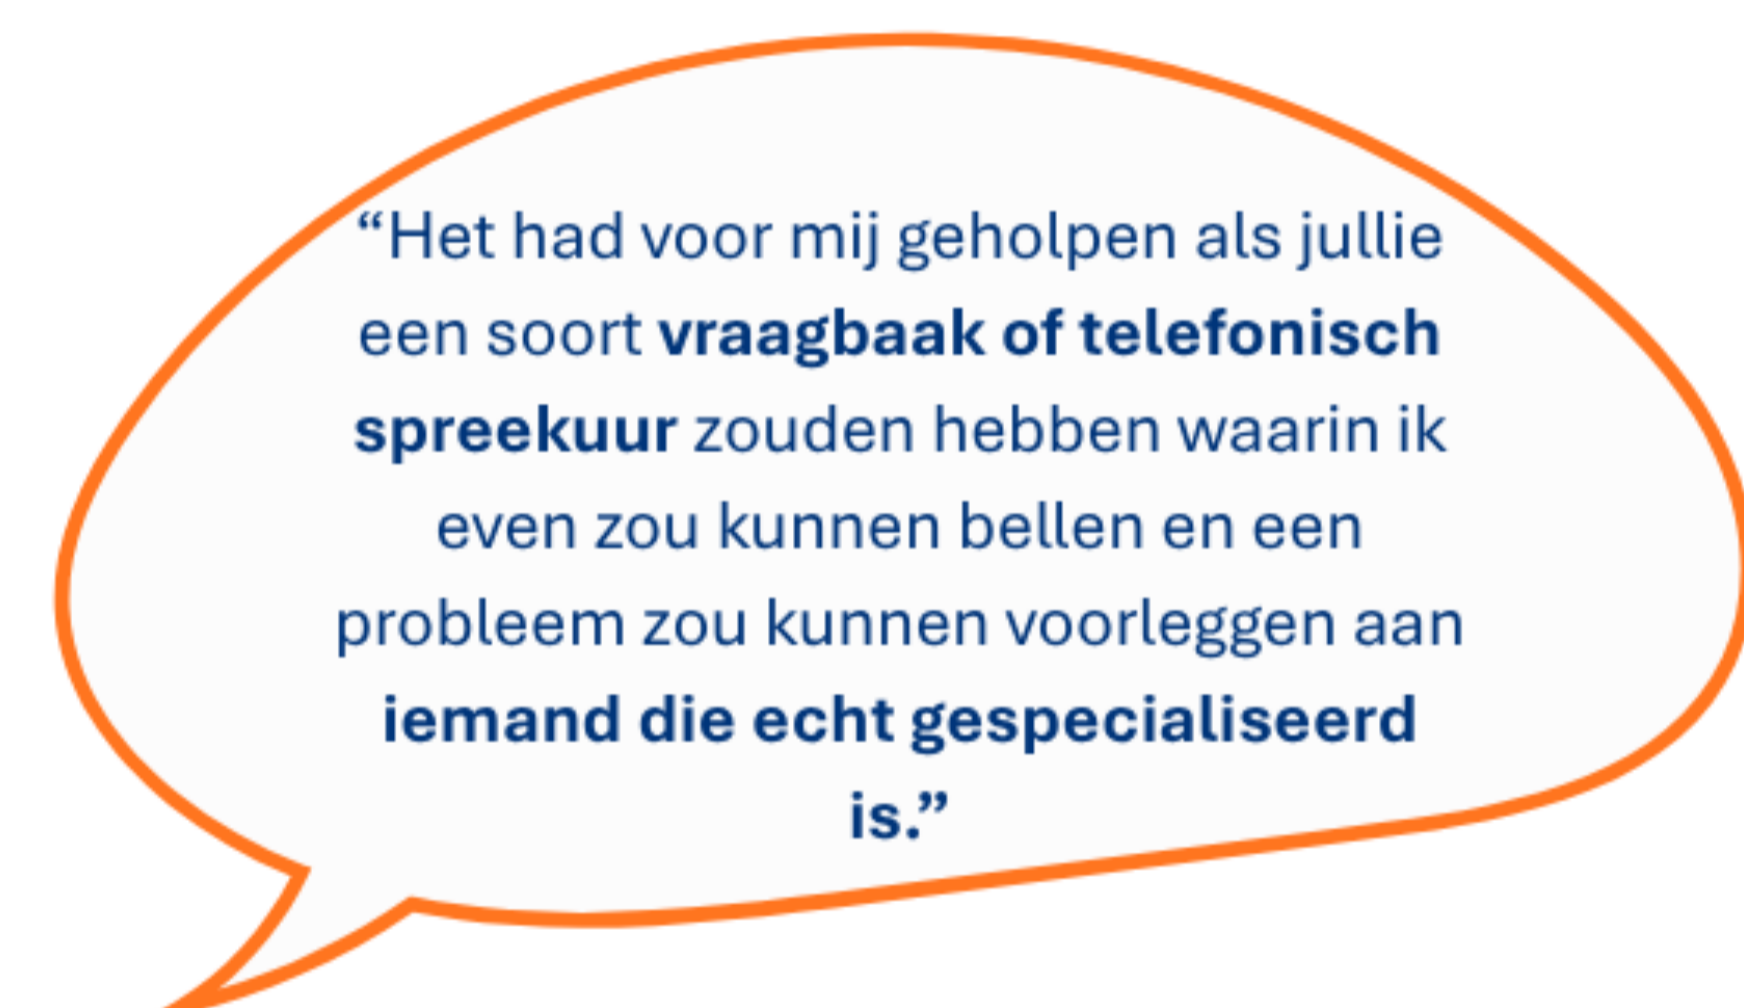 “Het had voor mij geholpen als jullie
een soort vraagbaak of telefonisch
spreekuur zouden hebben waarin ik
even zou kunnen bellen en een
probleem zou kunnen voorleggen aan
iemand die echt gespecialiseerd
is.”